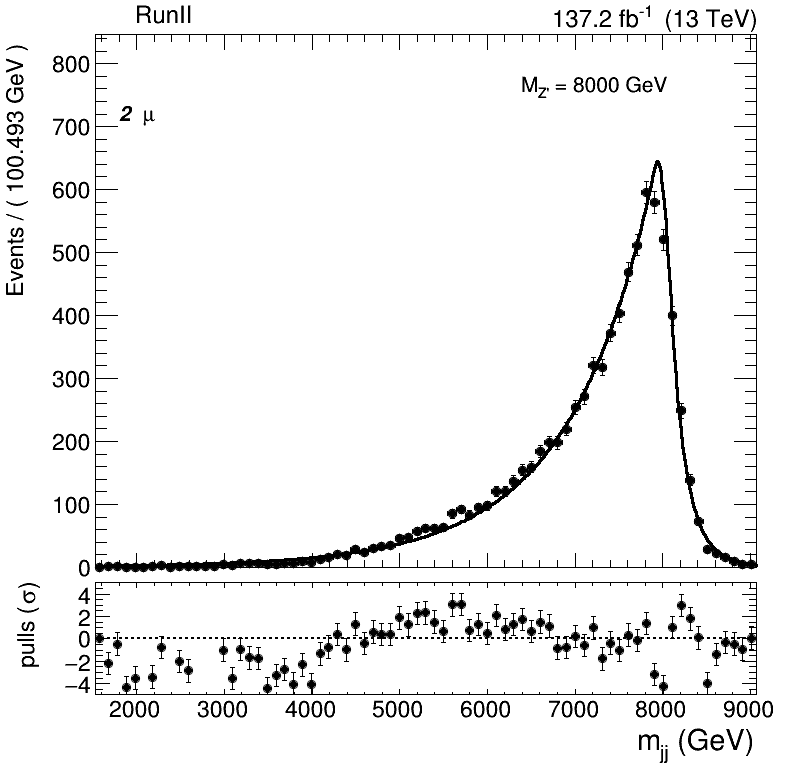 RunII 137.2 fb⁻¹ (13 TeV)
Events / ( 100.493 GeV )
800
700
600
500
400
300
200
100
0
2 μ
M_Z' = 8000 GeV
pulls (σ)
4
2
0
−2
−4
2000 3000 4000 5000 6000 7000 8000 9000
m_jj (GeV)